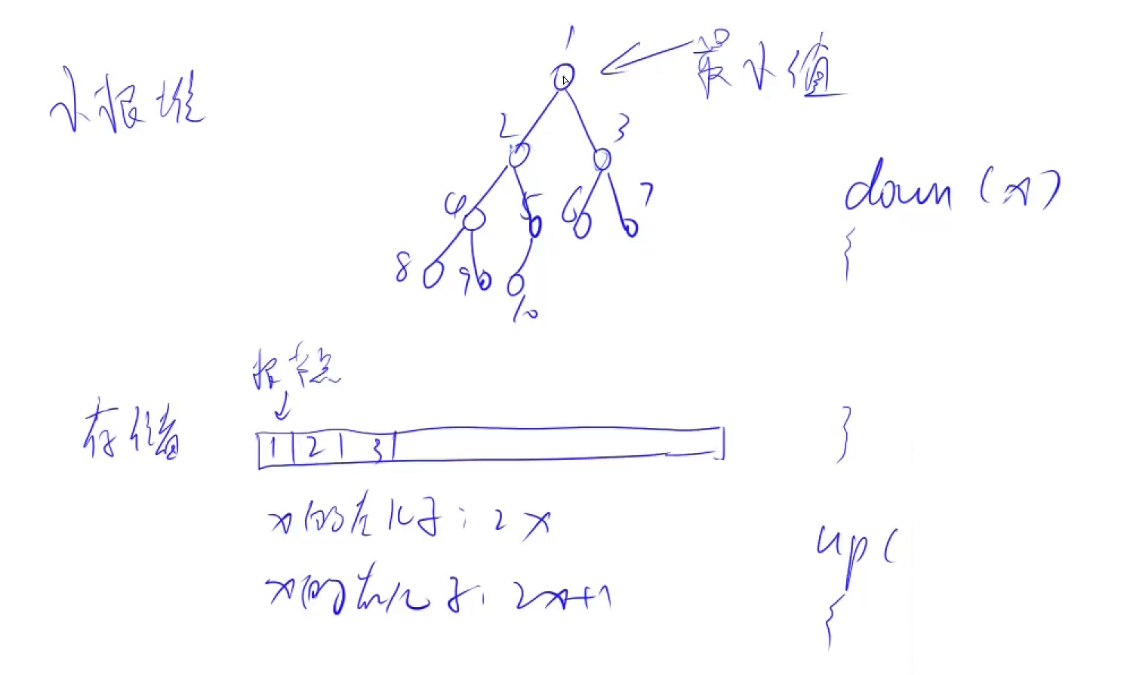 1
小根堆
最小值
2 3
4 5 6 7
down(x)
{
8 9 10
根节点
存储
1 2 3
}
x的左儿子: 2x
x的右儿子: 2x+1
up(
{